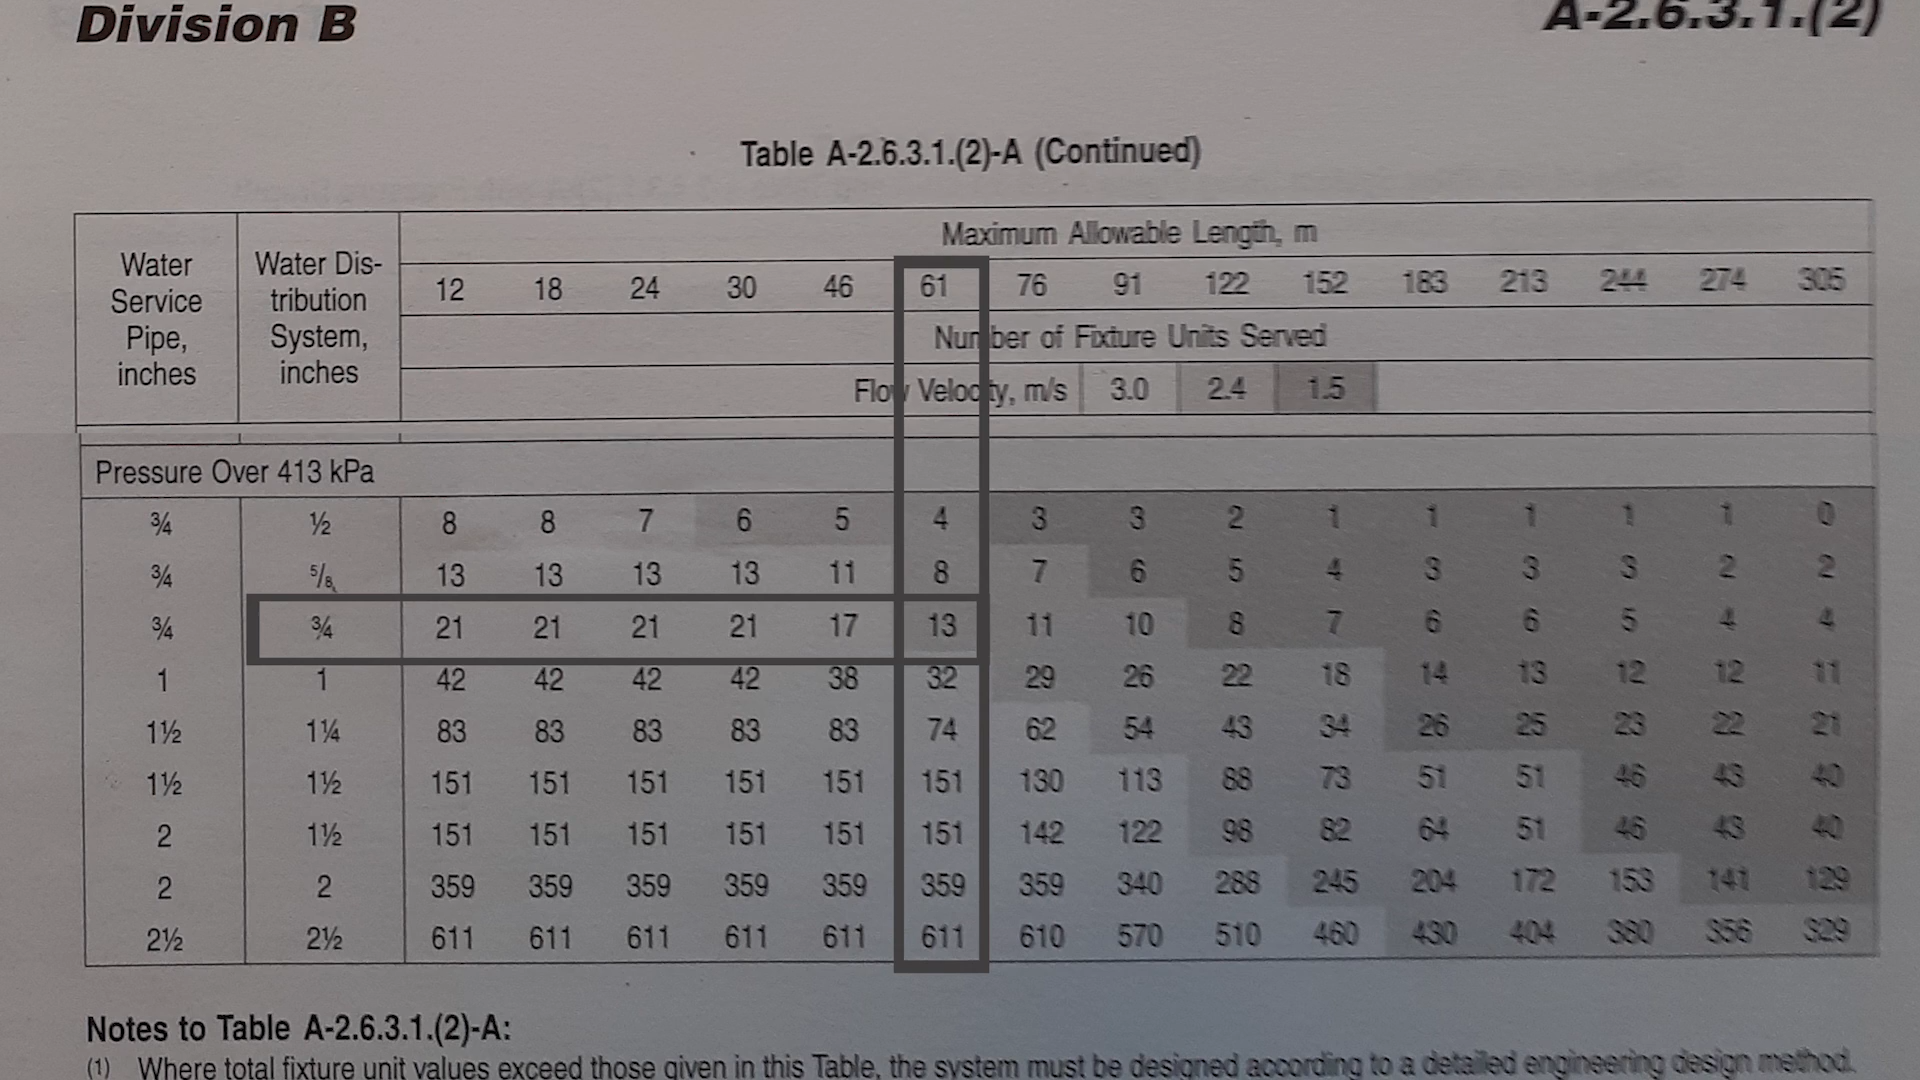 Division B
A-2.6.3.1.(2)
Table A-2.6.3.1.(2)-A (Continued)
Water Service Pipe, inches
Water Dis-tribution System, inches
Maximum Allowable Length, m
12 18 24 30 46 61 76 91 122 152 183 213 244 274 305
Number of Fixture Units Served
Flow Velocity, m/s 3.0 2.4 1.5
Pressure Over 413 kPa
¾ ½ 8 8 7 6 5 4 3 3 2 1 1 1 1 1 0
¾ 5/8 13 13 13 13 11 8 7 6 5 4 3 3 3 2 2
¾ ¾ 21 21 21 21 17 13 11 10 8 7 6 6 5 4 4
1 1 42 42 42 42 38 32 29 26 22 18 14 13 12 12 11
1½ 1¼ 83 83 83 83 83 74 62 54 43 34 26 25 23 22 21
1½ 1½ 151 151 151 151 151 151 130 113 88 73 51 51 46 43 40
2 1½ 151 151 151 151 151 151 142 122 98 82 64 51 46 43 40
2 2 359 359 359 359 359 359 359 340 288 245 204 172 153 141 129
2½ 2½ 611 611 611 611 611 611 610 570 510 460 430 404 380 356 329
Notes to Table A-2.6.3.1.(2)-A:
(1) Where total fixture unit values exceed those given in this Table, the system must be designed according to a detailed engineering design method.